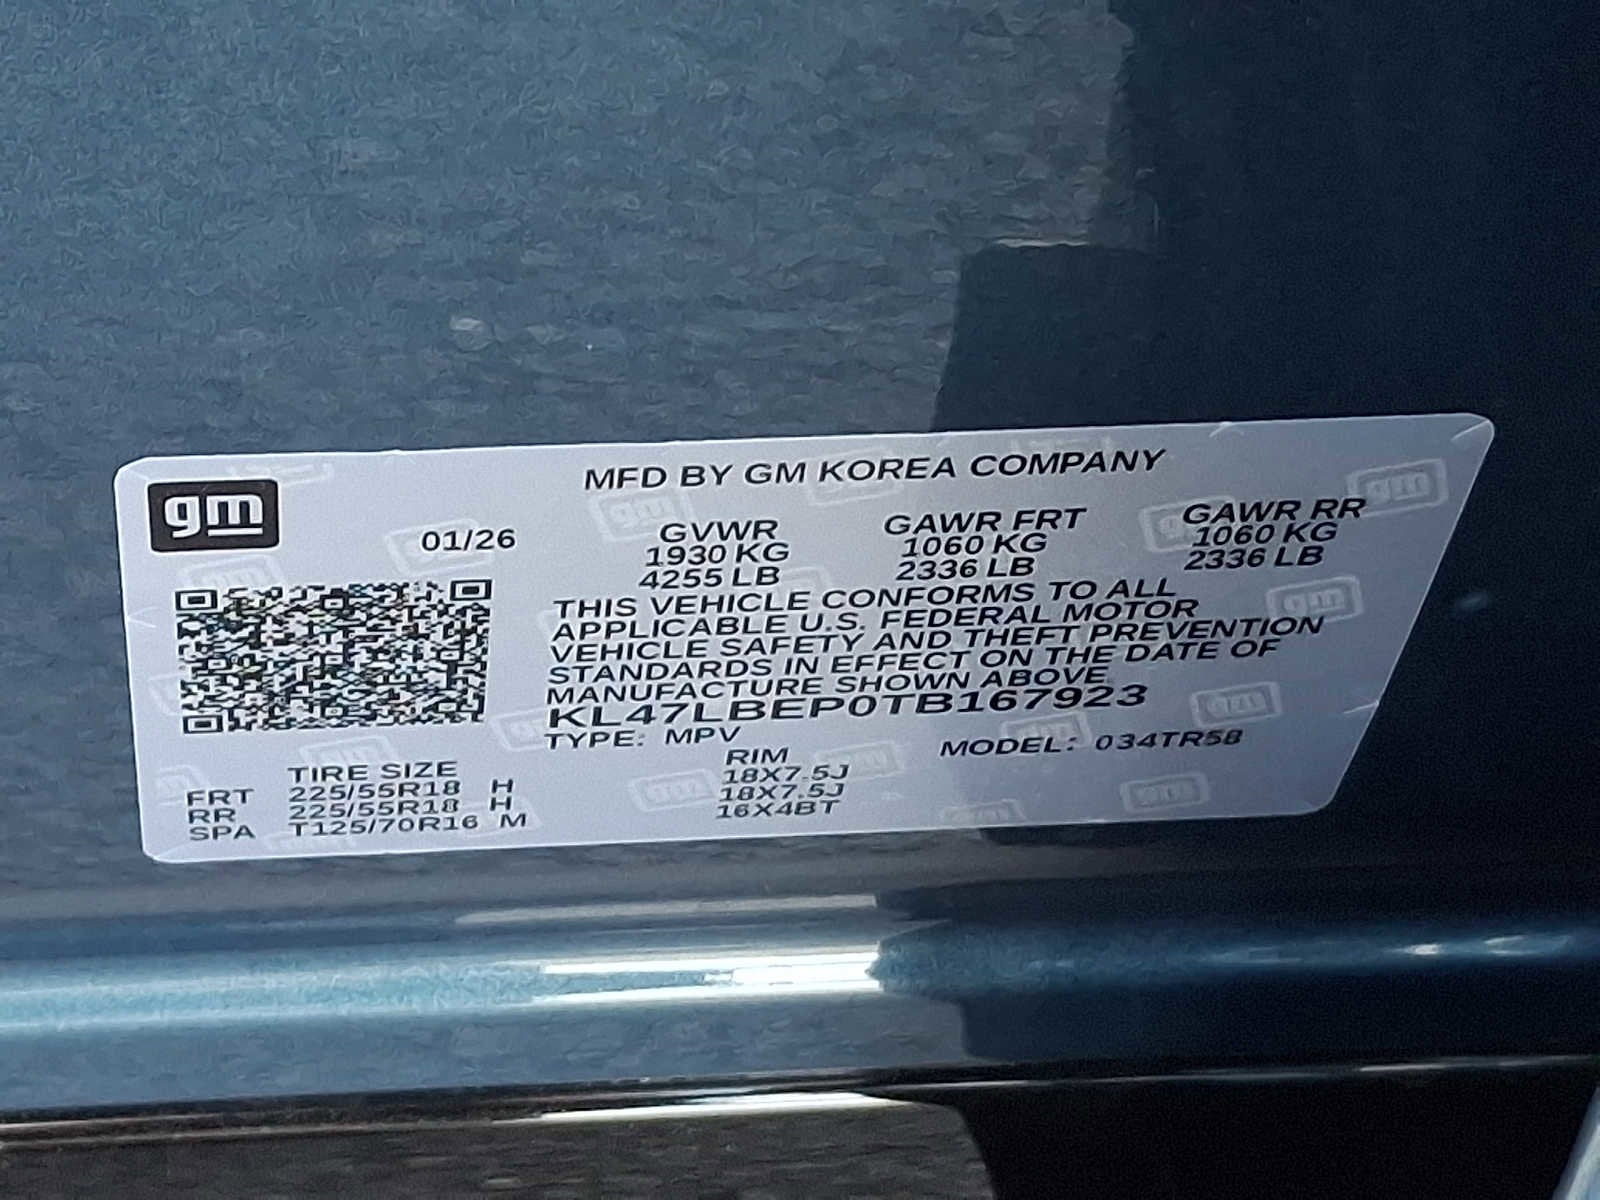 gm
MFD BY GM KOREA COMPANY
01/26
GVWR GAWR FRT GAWR RR
1930 KG 1060 KG 1060 KG
4255 LB 2336 LB 2336 LB
THIS VEHICLE CONFORMS TO ALL
APPLICABLE U.S. FEDERAL MOTOR
VEHICLE SAFETY AND THEFT PREVENTION
STANDARDS IN EFFECT ON THE DATE OF
MANUFACTURE SHOWN ABOVE.
KL47LBEP0TB167923
TYPE: MPV MODEL: 034TR58
TIRE SIZE RIM
FRT 225/55R18 H 18X7.5J
RR 225/55R18 H 18X7.5J
SPA T125/70R16 M 16X4BT